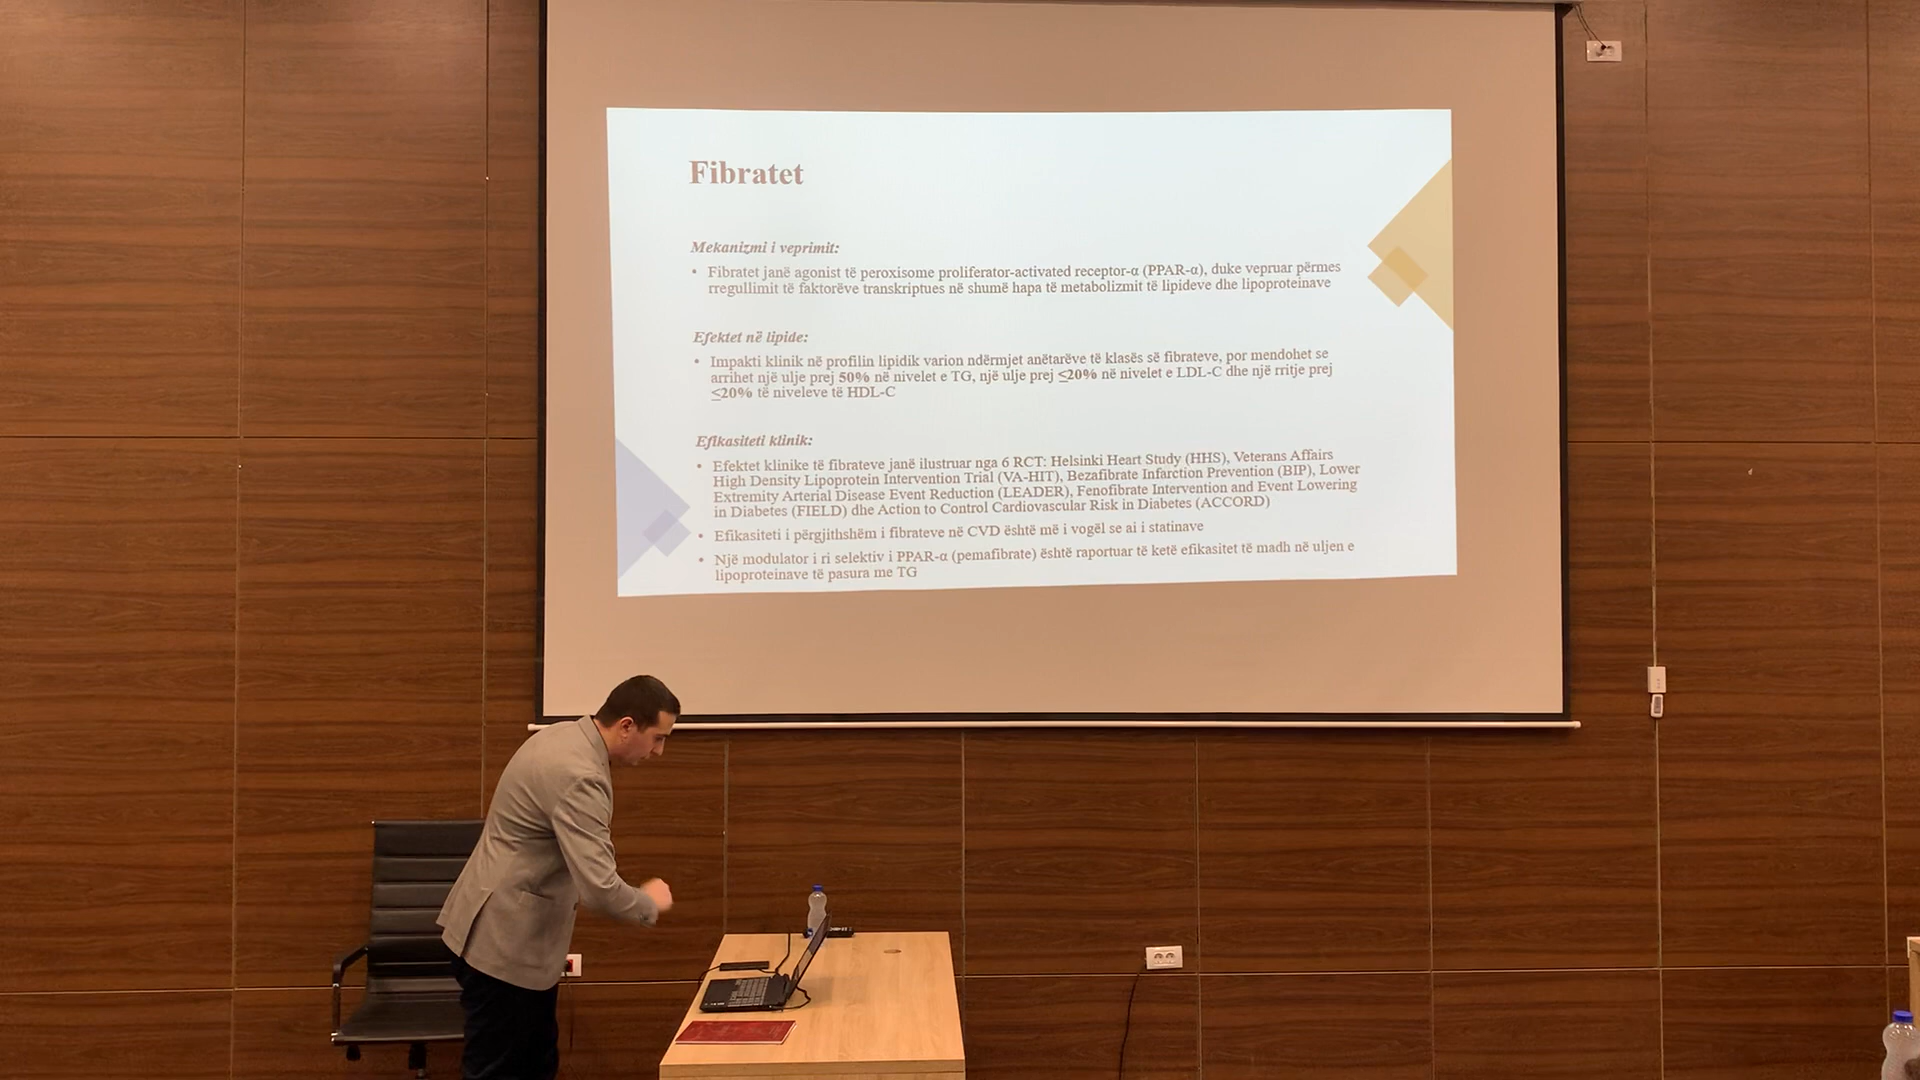 Fibratet
Mekanizmi i veprimit:
• Fibratet janë agonist të peroxisome proliferator-activated receptor-α (PPAR-α), duke vepruar përmes
rregullimit të faktorëve transkriptues në shumë hapa të metabolizmit të lipideve dhe lipoproteinave
Efektet në lipide:
• Impakti klinik në profilin lipidik varion ndërmjet anëtarëve të klasës së fibrateve, por mendohet se
arrihet një ulje prej 50% në nivelet e TG, një ulje prej ≤20% në nivelet e LDL-C dhe një rritje prej
≤20% të niveleve të HDL-C
Efikasiteti klinik:
• Efektet klinike të fibrateve janë ilustruar nga 6 RCT: Helsinki Heart Study (HHS), Veterans Affairs
High Density Lipoprotein Intervention Trial (VA-HIT), Bezafibrate Infarction Prevention (BIP), Lower
Extremity Arterial Disease Event Reduction (LEADER), Fenofibrate Intervention and Event Lowering
in Diabetes (FIELD) dhe Action to Control Cardiovascular Risk in Diabetes (ACCORD)
• Efikasiteti i përgjithshëm i fibrateve në CVD është më i vogël se ai i statinave
• Një modulator i ri selektiv i PPAR-α (pemafibrate) është raportuar të ketë efikasitet të madh në uljen e
lipoproteinave të pasura me TG